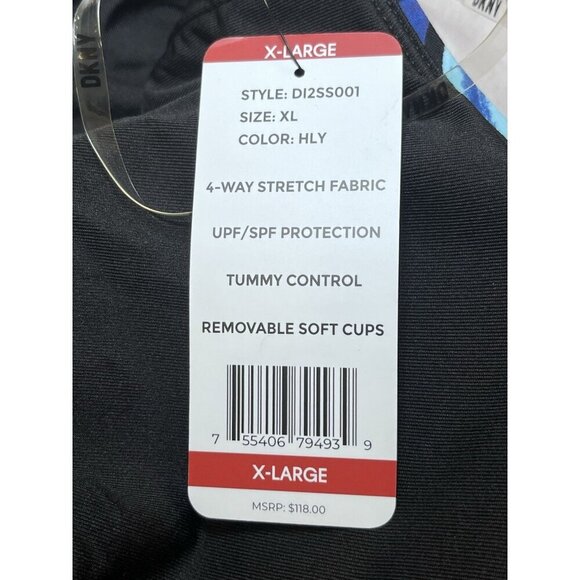 DKNY
DKNY
X-LARGE
STYLE: DI2SS001
SIZE: XL
COLOR: HLY
4-WAY STRETCH FABRIC
UPF/SPF PROTECTION
TUMMY CONTROL
REMOVABLE SOFT CUPS
7 55406 79493 9
X-LARGE
MSRP: $118.00